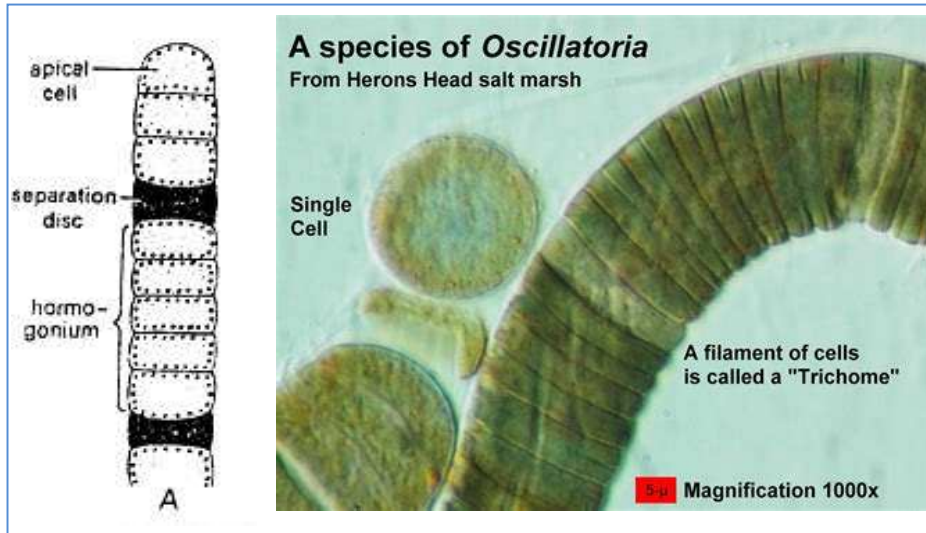 apical
cell
separation
disc
hormo-
gonium
A
A species of Oscillatoria
From Herons Head salt marsh
Single
Cell
A filament of cells
is called a "Trichome"
5-µ Magnification 1000x